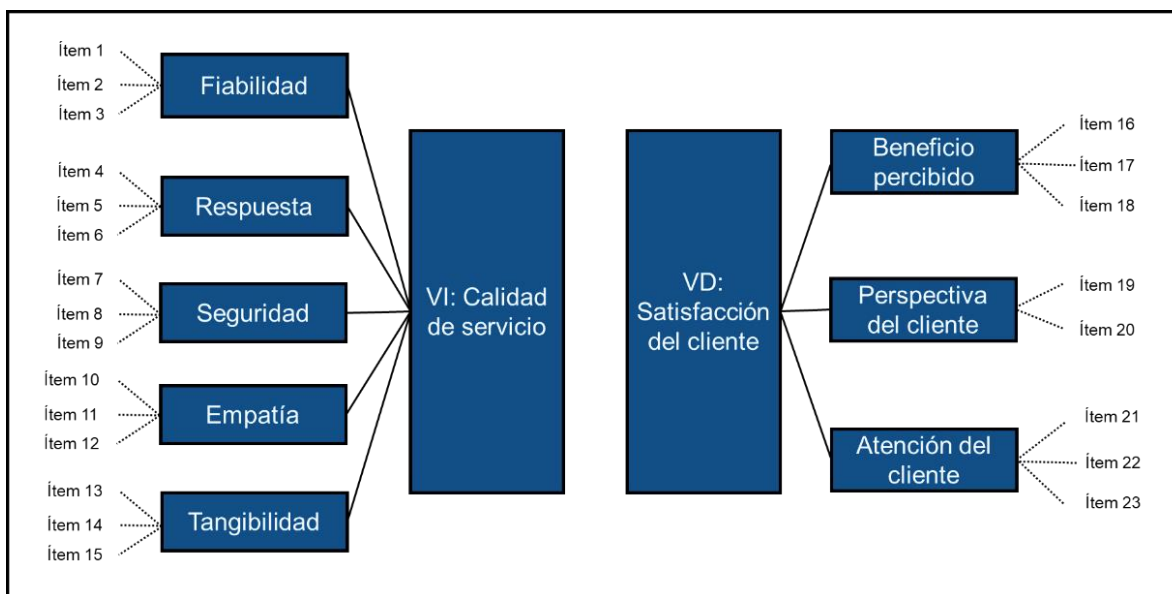 Ítem 1
Ítem 2
Ítem 3
Fiabilidad
Ítem 4
Ítem 5
Ítem 6
Respuesta
Ítem 7
Ítem 8
Ítem 9
Seguridad
Ítem 10
Ítem 11
Ítem 12
Empatía
Ítem 13
Ítem 14
Ítem 15
Tangibilidad
VI: Calidad
de servicio
VD:
Satisfacción
del cliente
Beneficio
percibido
Ítem 16
Ítem 17
Ítem 18
Perspectiva
del cliente
Ítem 19
Ítem 20
Atención del
cliente
Ítem 21
Ítem 22
Ítem 23